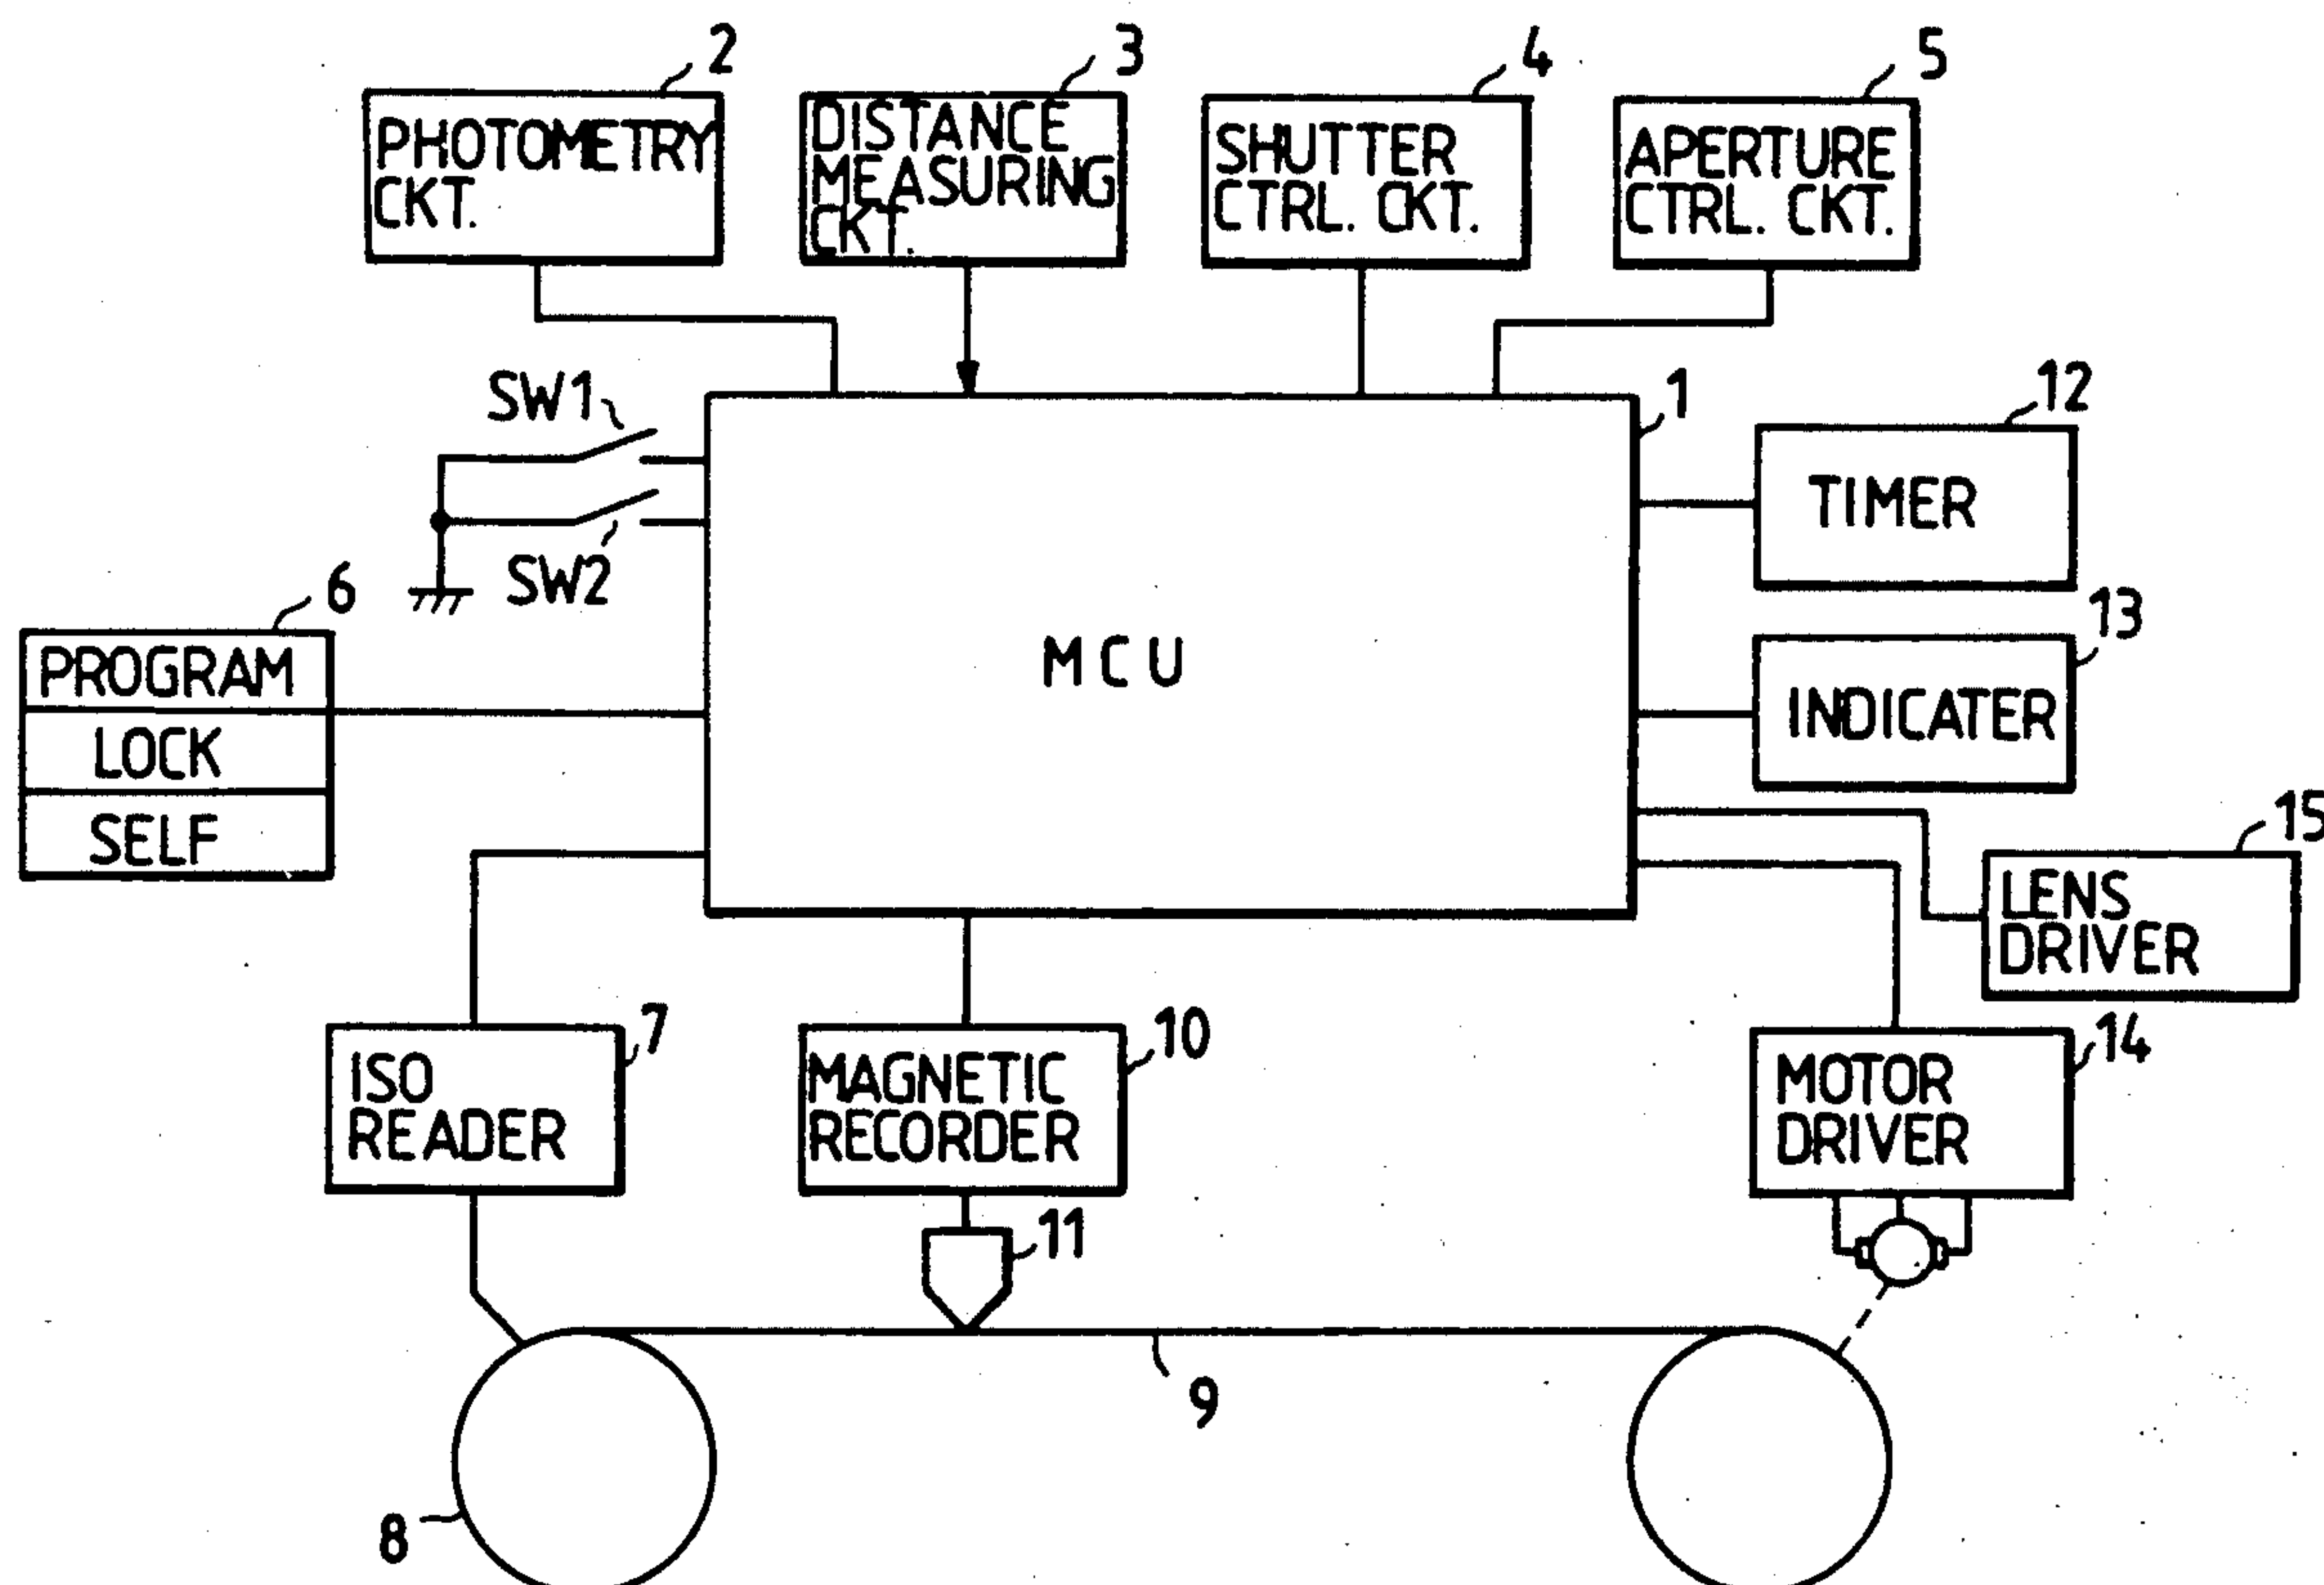 2
3
4
5
PHOTOMETRY
CKT.
DISTANCE
MEASURING
CKT.
SHUTTER
CTRL. CKT.
APERTURE
CTRL. CKT.
SW1
1
12
TIMER
SW2
6
13
PROGRAM
LOCK
SELF
MCU
INDICATER
15
LENS
DRIVER
7
10
14
ISO
READER
MAGNETIC
RECORDER
MOTOR
DRIVER
11
9
8